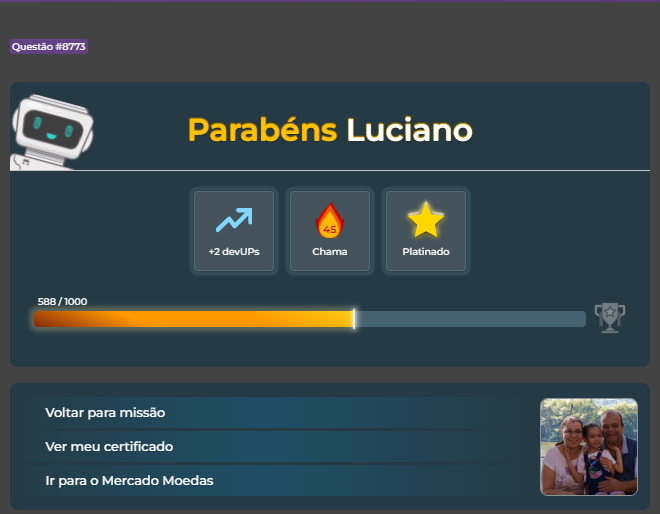 Questão #8773
Parabéns Luciano
+2 devUPs
45
Chama
Platinado
588 / 1000
Voltar para missão
Ver meu certificado
Ir para o Mercado Moedas